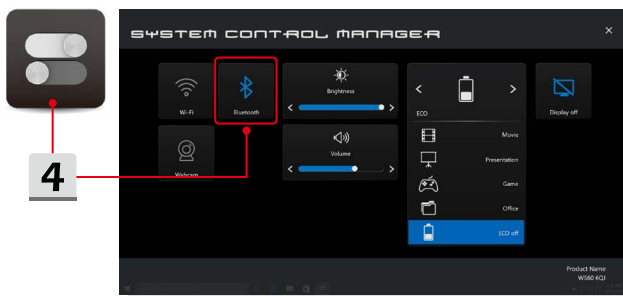 SYSTEM CONTROL MANAGER
Wi-Fi
Bluetooth
Brightness
ECO
Display off
Movie
Volume
Presentation
4
Webcam
Game
Office
ECO off
Product Name
WS60 6QJ